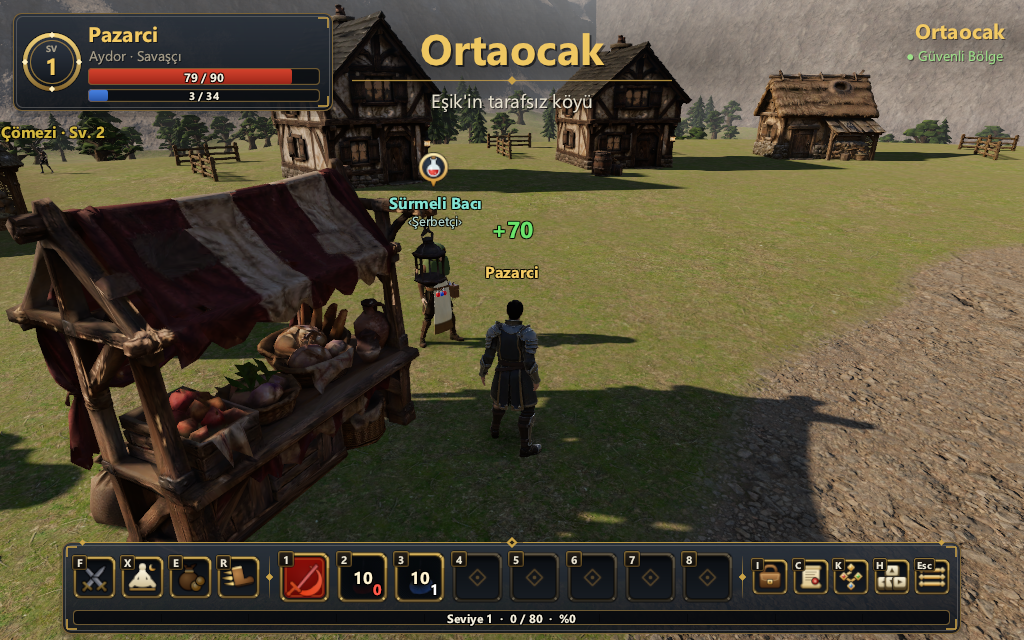 SV
1
Pazarci
Aydor · Savaşçı
79 / 90
3 / 34
Ortaocak
Eşik'in tarafsız köyü
Ortaocak
Güvenli Bölge
Çömezi · Sv. 2
Sürmeli Bacı
‹Şerbetçi›
+70
Pazarci
F
X
E
R
1
2
10
0
3
10
1
4
5
6
7
8
I
C
K
H
Esc
Seviye 1 · 0 / 80 · %0